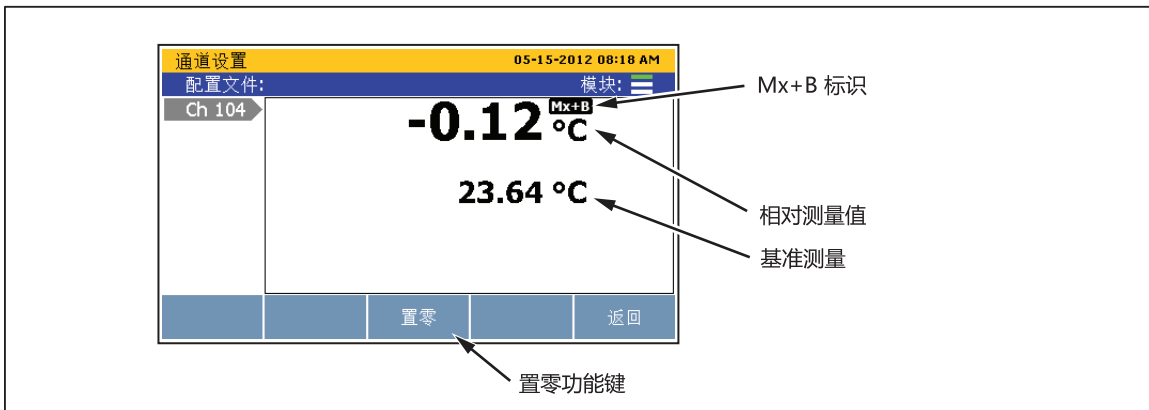 通道设置 05-15-2012 08:18 AM
配置文件: 模块:
Ch 104
Mx+B
-0.12 °C
23.64 °C
置零 返回
Mx+B 标识
相对测量值
基准测量
置零功能键